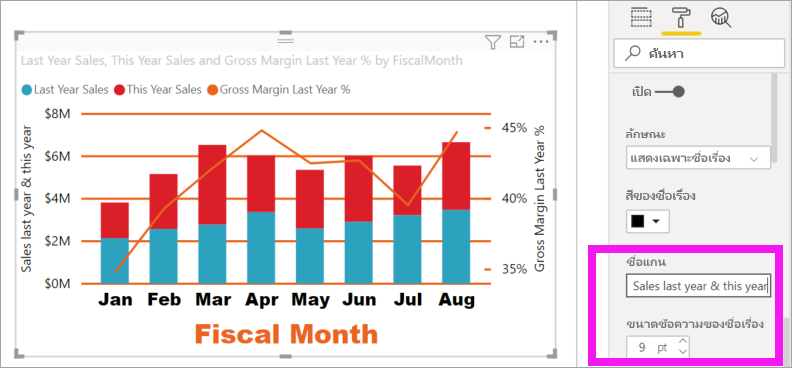 Last Year Sales, This Year Sales and Gross Margin Last Year % by FiscalMonth
Last Year Sales This Year Sales Gross Margin Last Year %
Sales last year & this year
$8M
$6M
$4M
$2M
$0M
45%
40%
35%
Gross Margin Last Year %
Jan Feb Mar Apr May Jun Jul Aug
Fiscal Month
ค้นหา
เปิด
ลักษณะ
แสดงเฉพาะชื่อเรื่อง
สีของชื่อเรื่อง
ชื่อแกน
Sales last year & this year
ขนาดข้อความของชื่อเรื่อง
9 pt